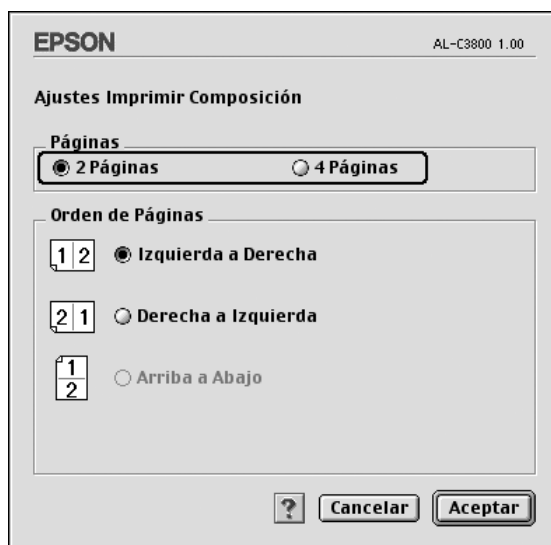 EPSON AL-C3800 1.00
Ajustes Imprimir Composición
Páginas
2 Páginas 4 Páginas
Orden de Páginas
1 2 Izquierda a Derecha
2 1 Derecha a Izquierda
1
2 Arriba a Abajo
? Cancelar Aceptar